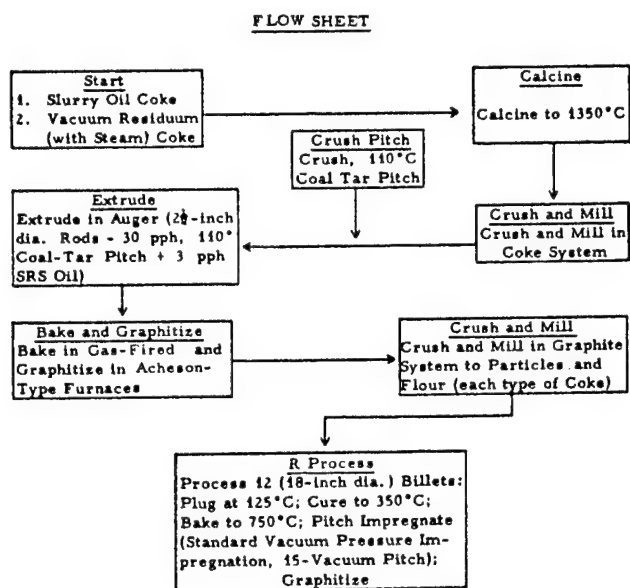 FLOW SHEET
Start
1. Slurry Oil Coke
2. Vacuum Residuum
(with Steam) Coke
Calcine
Calcine to 1350°C
Crush Pitch
Crush, 110°C
Coal Tar Pitch
Crush and Mill
Crush and Mill in
Coke System
Extrude
Extrude in Auger (2½-inch
dia. Rods - 30 pph, 110°
Coal-Tar Pitch + 3 pph
SRS Oil)
Bake and Graphitize
Bake in Gas-Fired and
Graphitize in Acheson-
Type Furnaces
Crush and Mill
Crush and Mill in Graphite
System to Particles and
Flour (each type of Coke)
R Process
Process 12 (18-inch dia.) Billets:
Plug at 125°C; Cure to 350°C;
Bake to 750°C; Pitch Impregnate
(Standard Vacuum Pressure Im-
pregnation, 15-Vacuum Pitch);
Graphitize